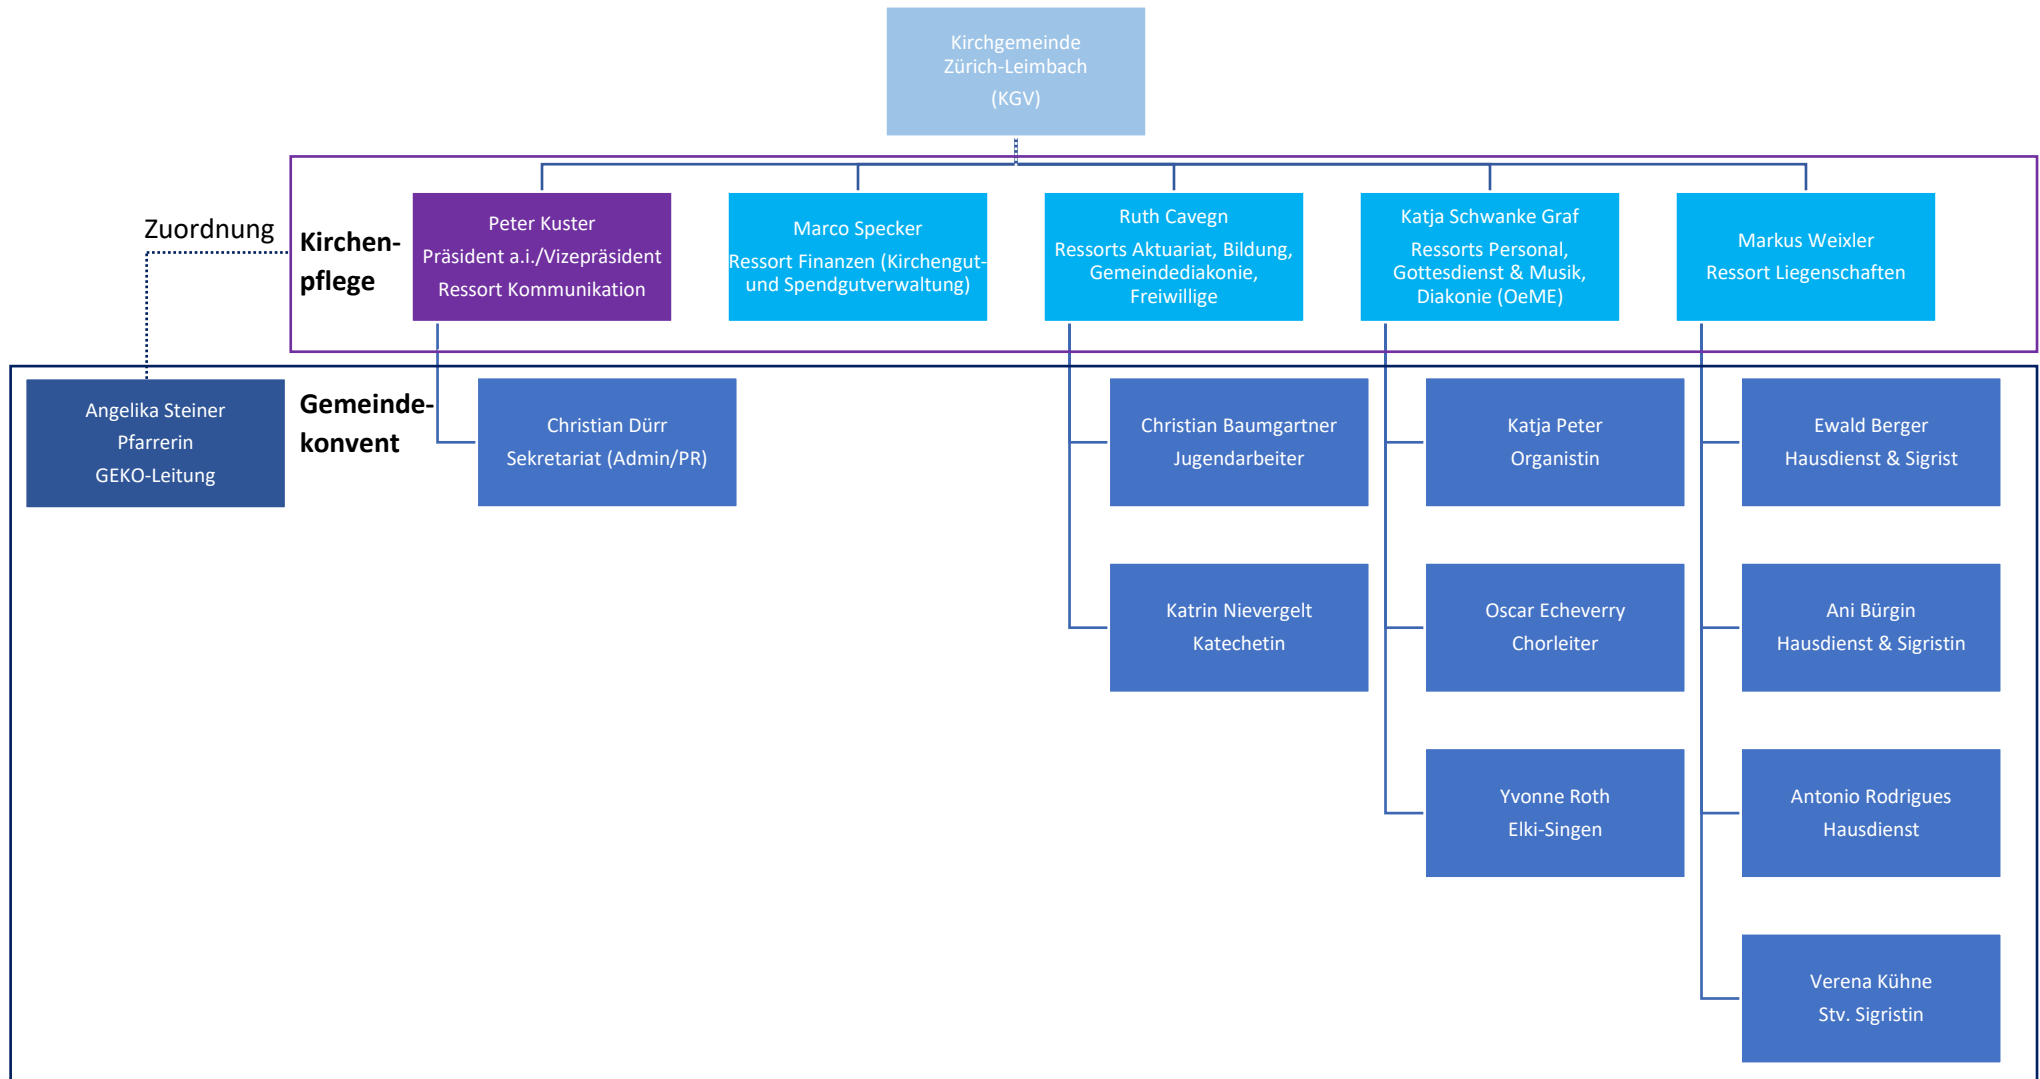 Kirchgemeinde
Zürich-Leimbach
(KGV)
Zuordnung
Kirchen-
pflege
Peter Kuster
Präsident a.i./Vizepräsident
Ressort Kommunikation
Marco Specker
Ressort Finanzen (Kirchengut-
und Spendgutverwaltung)
Ruth Cavegn
Ressorts Aktuariat, Bildung,
Gemeindediakonie,
Freiwillige
Katja Schwanke Graf
Ressorts Personal,
Gottesdienst & Musik,
Diakonie (OeME)
Markus Weixler
Ressort Liegenschaften
Angelika Steiner
Pfarrerin
GEKO-Leitung
Gemeinde-
konvent
Christian Dürr
Sekretariat (Admin/PR)
Christian Baumgartner
Jugendarbeiter
Katja Peter
Organistin
Ewald Berger
Hausdienst & Sigrist
Katrin Nievergelt
Katechetin
Oscar Echeverry
Chorleiter
Ani Bürgin
Hausdienst & Sigristin
Yvonne Roth
Elki-Singen
Antonio Rodrigues
Hausdienst
Verena Kühne
Stv. Sigristin